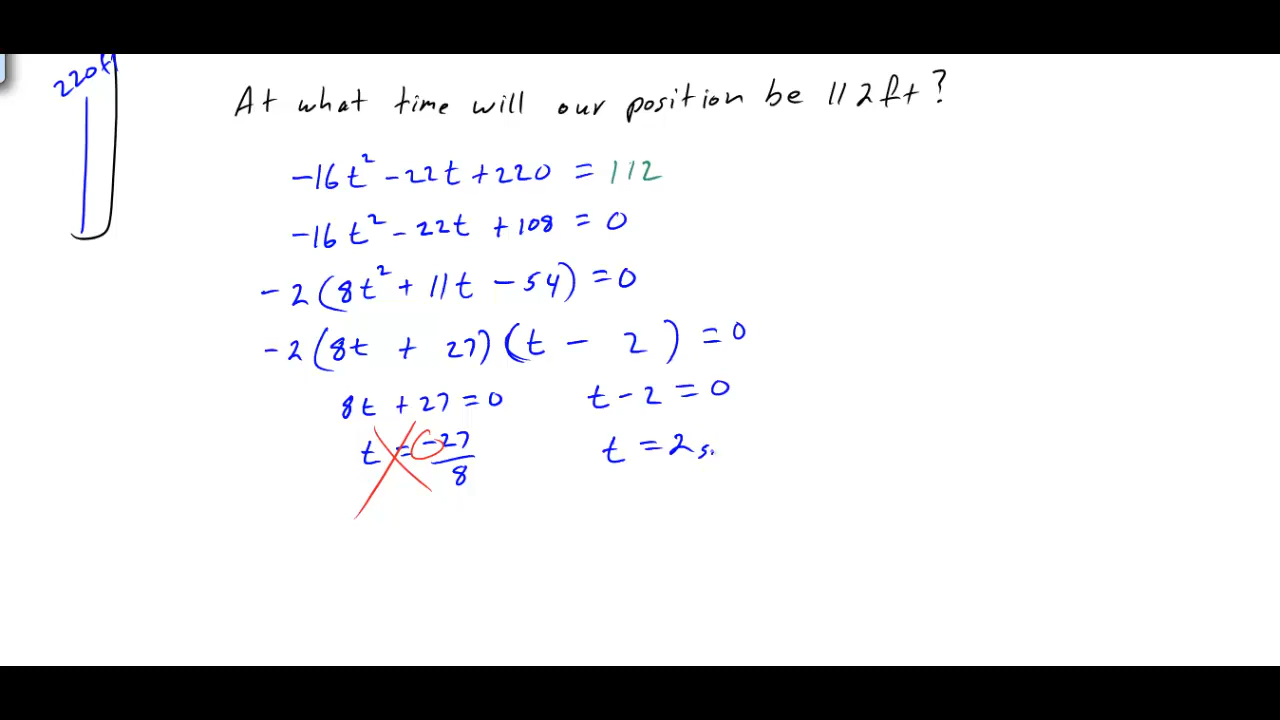 220ft
At what time will our position be 112ft?
-16t² - 22t + 220 = 112
-16t² - 22t + 108 = 0
-2(8t² + 11t - 54) = 0
-2(8t + 27)(t - 2) = 0
8t + 27 = 0 t - 2 = 0
t = -27/8 t = 2s.